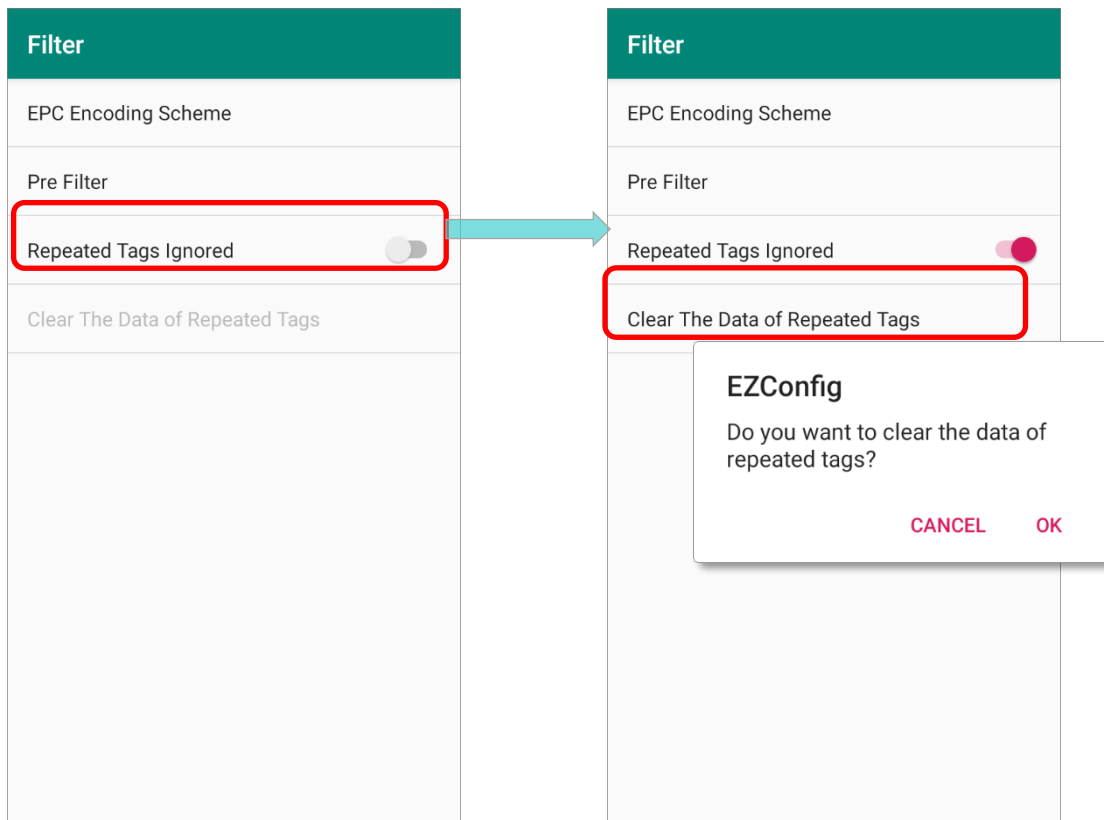 Filter
EPC Encoding Scheme
Pre Filter
Repeated Tags Ignored
Clear The Data of Repeated Tags
Filter
EPC Encoding Scheme
Pre Filter
Repeated Tags Ignored
Clear The Data of Repeated Tags
EZConfig
Do you want to clear the data of
repeated tags?
CANCEL OK